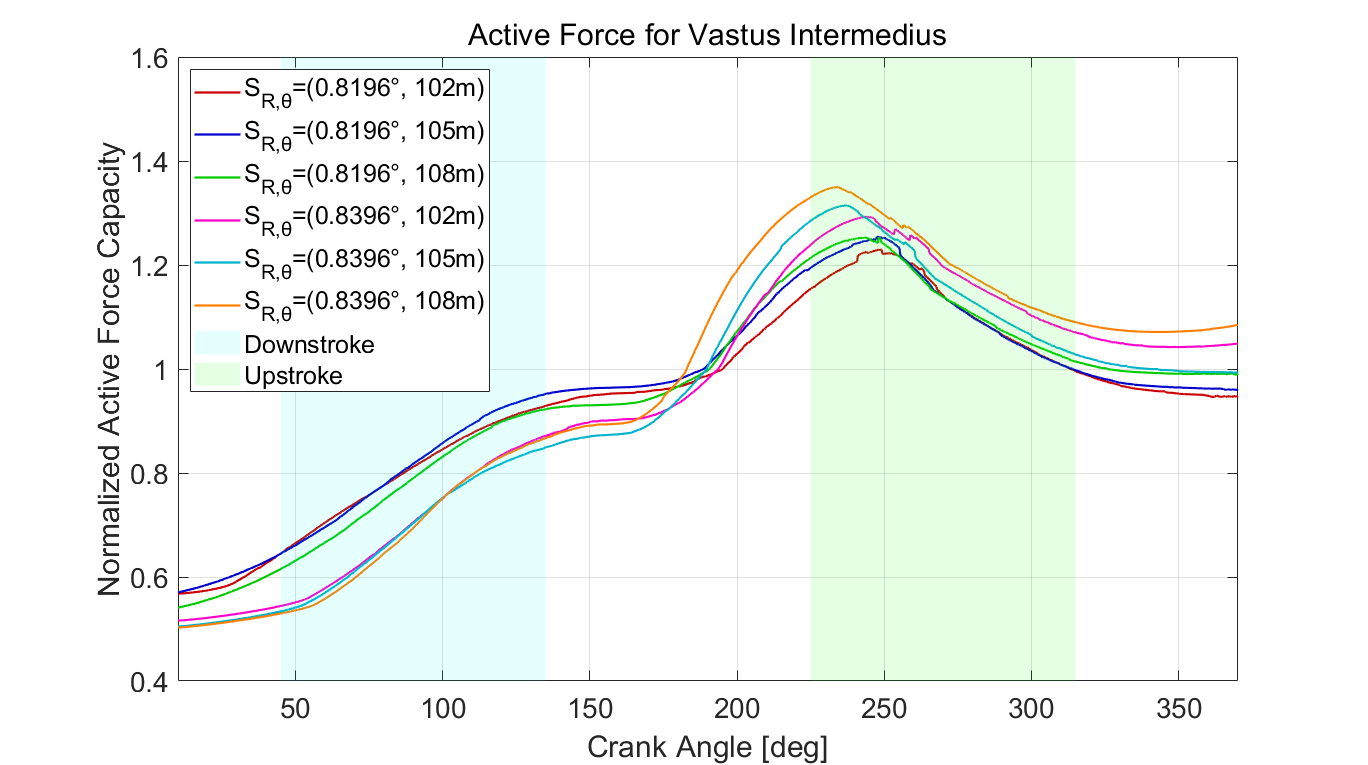 Active Force for Vastus Intermedius
Normalized Active Force Capacity
1.6
1.4
1.2
1
0.8
0.6
0.4
S_R,θ=(0.8196°, 102m)
S_R,θ=(0.8196°, 105m)
S_R,θ=(0.8196°, 108m)
S_R,θ=(0.8396°, 102m)
S_R,θ=(0.8396°, 105m)
S_R,θ=(0.8396°, 108m)
Downstroke
Upstroke
50 100 150 200 250 300 350
Crank Angle [deg]